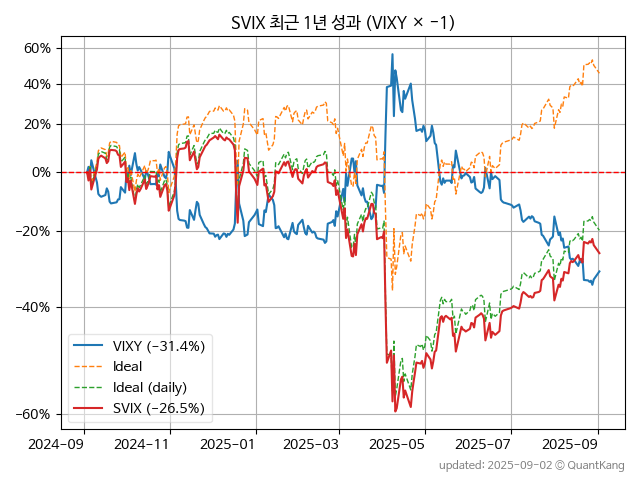 SVIX 최근 1년 성과 (VIXY × −1)
60%
40%
20%
0%
−20%
−40%
−60%
VIXY (−31.4%)
Ideal
Ideal (daily)
SVIX (−26.5%)
2024-09
2024-11
2025-01
2025-03
2025-05
2025-07
2025-09
updated: 2025-09-02 © QuantKang